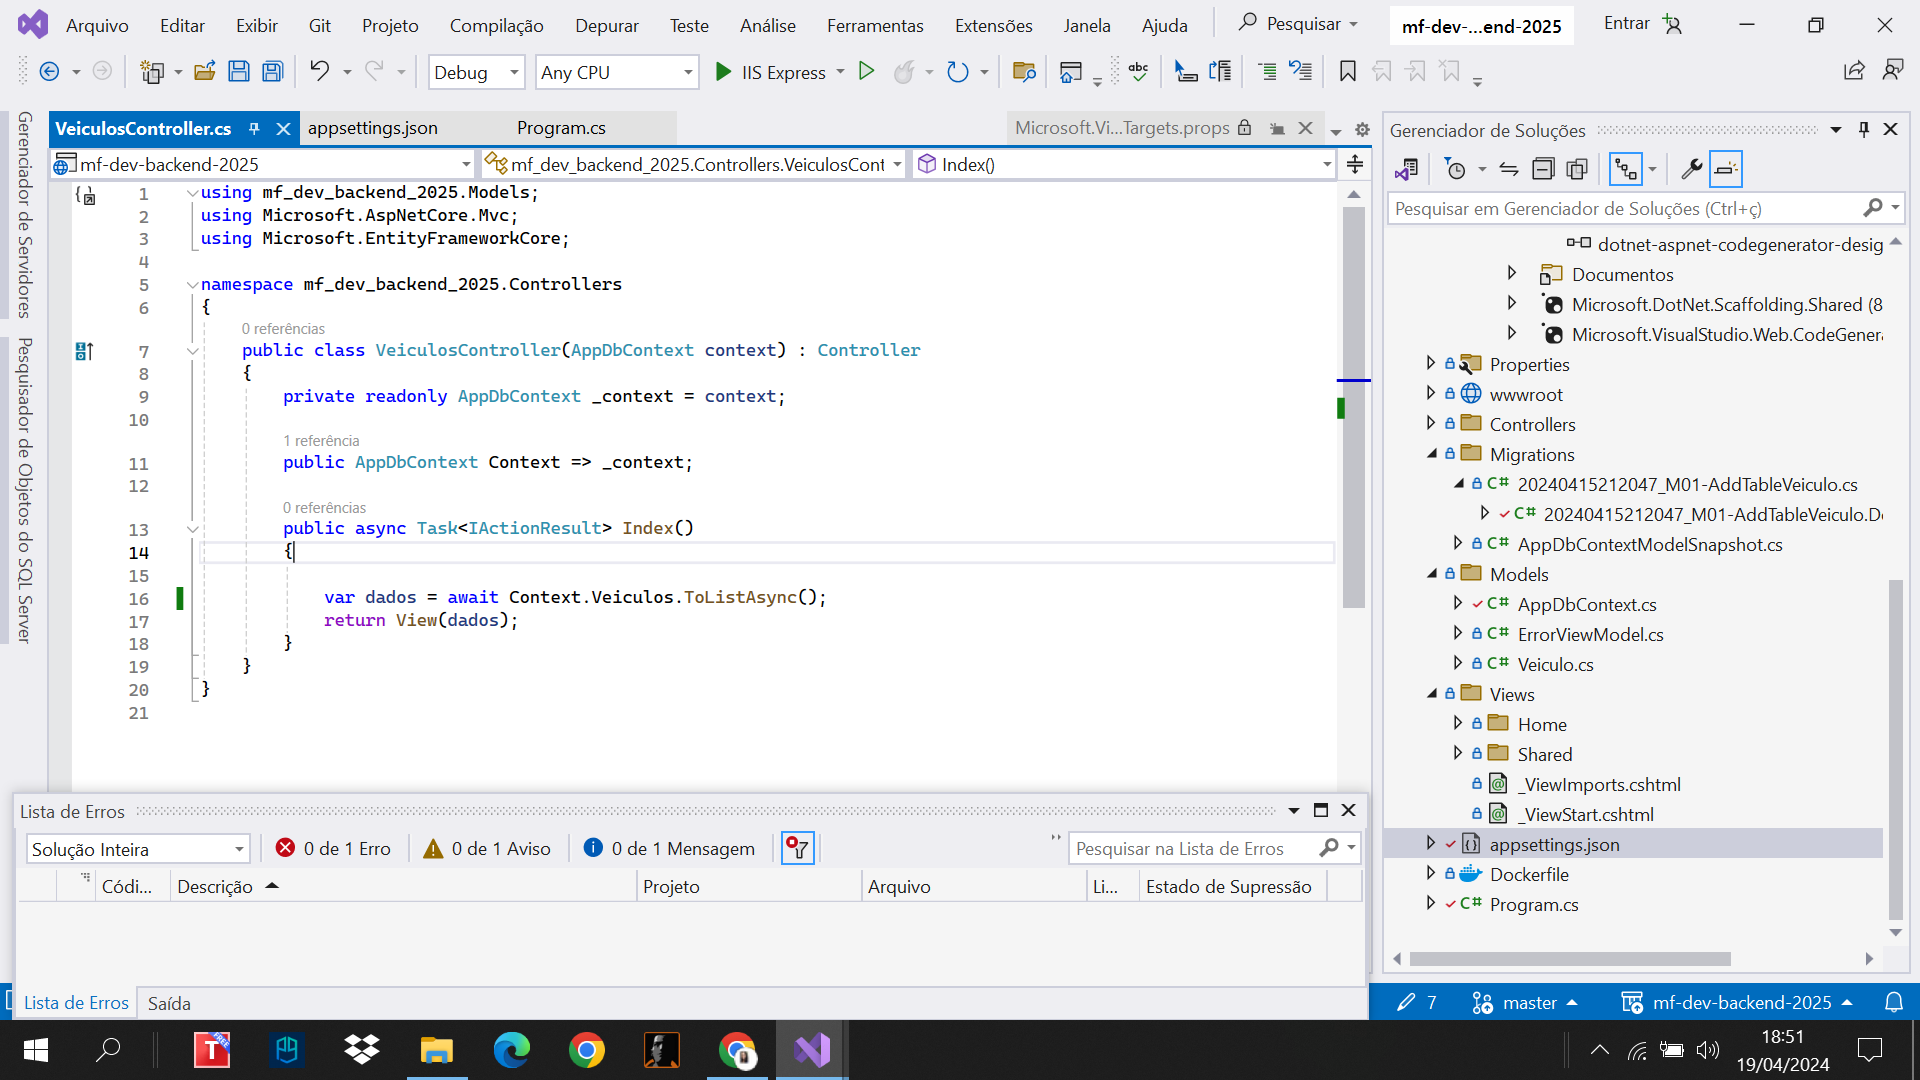 Arquivo Editar Exibir Git Projeto Compilação Depurar Teste Análise Ferramentas Extensões Janela Ajuda Pesquisar mf-dev-...end-2025 Entrar
Debug Any CPU IIS Express
Gerenciador de Servidores
Pesquisador de Objetos do SQL Server
VeiculosController.cs appsettings.json Program.cs Microsoft.Vi...Targets.props
mf-dev-backend-2025 mf_dev_backend_2025.Controllers.VeiculosCont Index()
1 using mf_dev_backend_2025.Models;
2 using Microsoft.AspNetCore.Mvc;
3 using Microsoft.EntityFrameworkCore;
4
5 namespace mf_dev_backend_2025.Controllers
6 {
0 referências
7 public class VeiculosController(AppDbContext context) : Controller
8 {
9 private readonly AppDbContext _context = context;
10
1 referência
11 public AppDbContext Context => _context;
12
0 referências
13 public async Task<IActionResult> Index()
14 {
15
16 var dados = await Context.Veiculos.ToListAsync();
17 return View(dados);
18 }
19 }
20 }
21
Lista de Erros
Solução Inteira 0 de 1 Erro 0 de 1 Aviso 0 de 1 Mensagem Pesquisar na Lista de Erros
Códi... Descrição Projeto Arquivo Li... Estado de Supressão
Lista de Erros Saída
Gerenciador de Soluções
Pesquisar em Gerenciador de Soluções (Ctrl+ç)
dotnet-aspnet-codegenerator-desig
Documentos
Microsoft.DotNet.Scaffolding.Shared (8
Microsoft.VisualStudio.Web.CodeGener
Properties
wwwroot
Controllers
Migrations
C# 20240415212047_M01-AddTableVeiculo.cs
C# 20240415212047_M01-AddTableVeiculo.De
C# AppDbContextModelSnapshot.cs
Models
C# AppDbContext.cs
C# ErrorViewModel.cs
C# Veiculo.cs
Views
Home
Shared
_ViewImports.cshtml
_ViewStart.cshtml
appsettings.json
Dockerfile
C# Program.cs
7 master mf-dev-backend-2025
18:51
19/04/2024